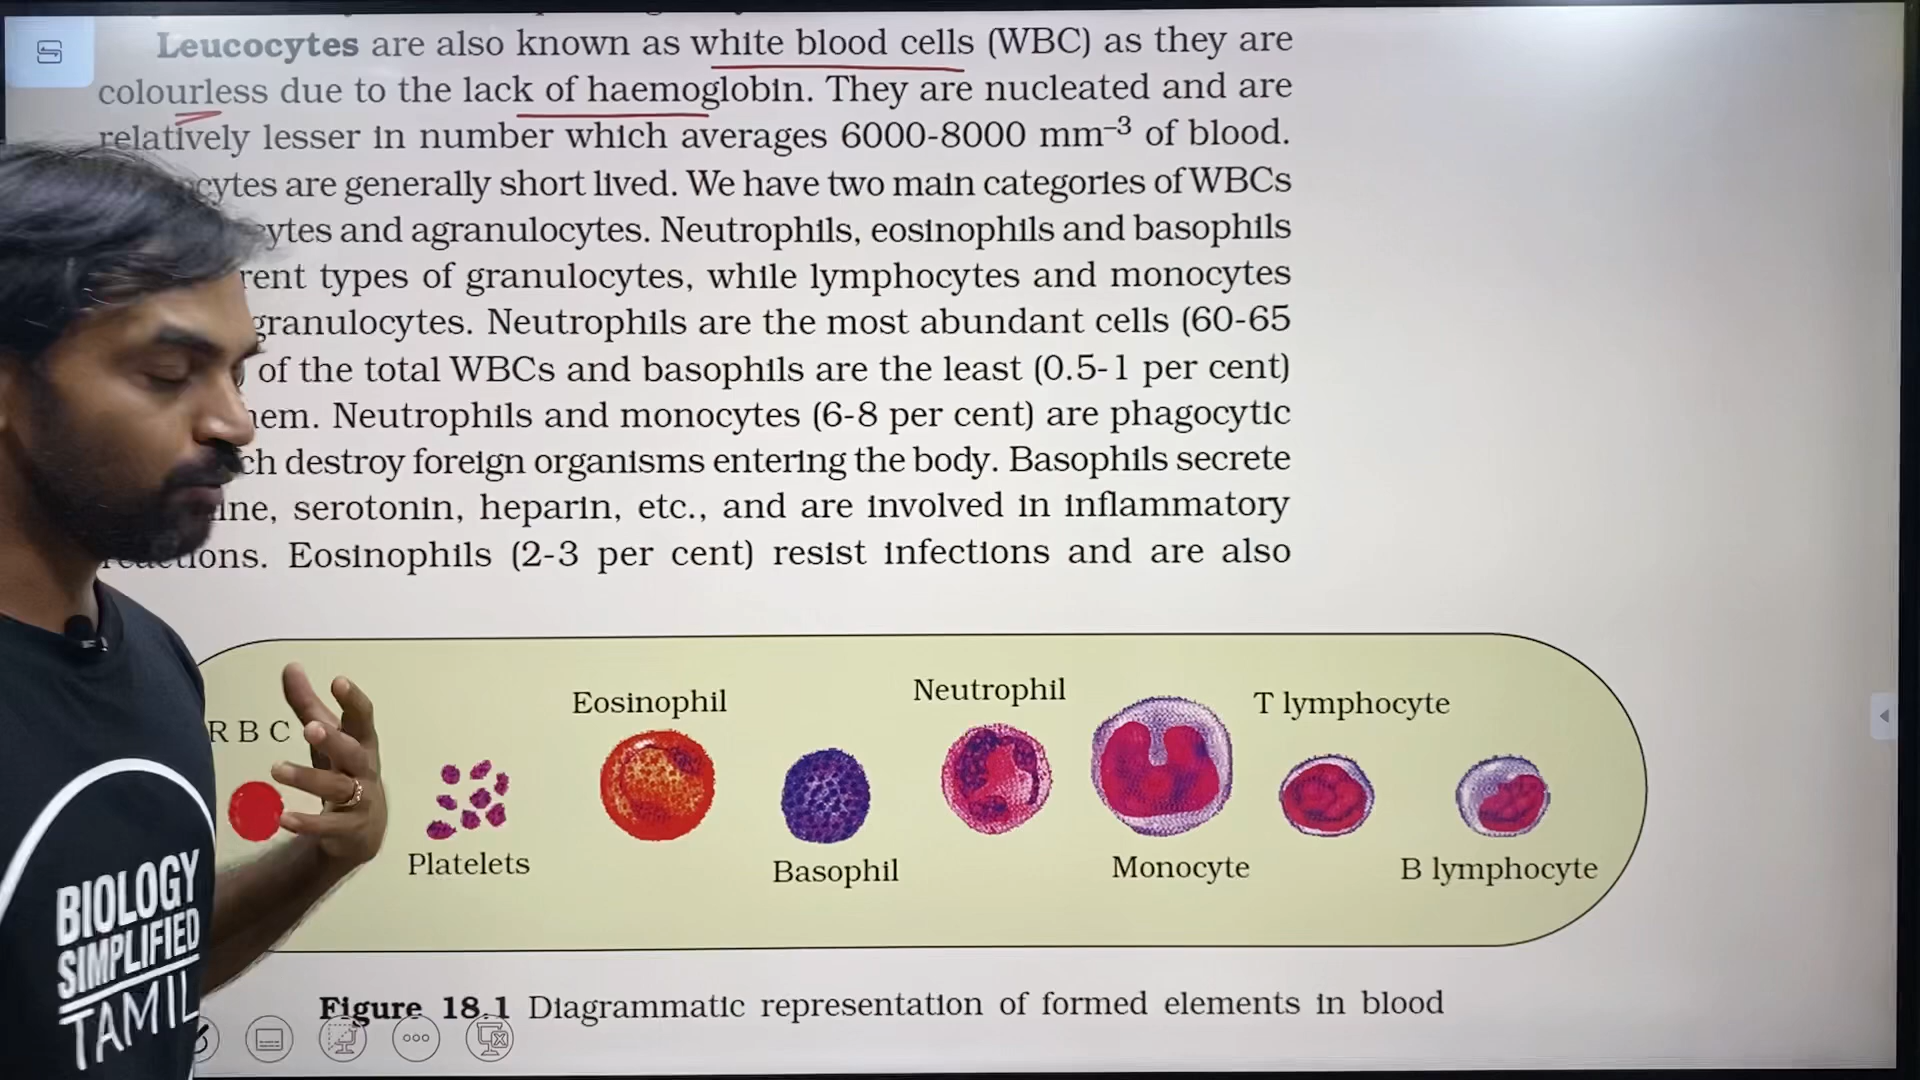 Leucocytes are also known as white blood cells (WBC) as they are
colourless due to the lack of haemoglobin. They are nucleated and are
relatively lesser in number which averages 6000-8000 mm⁻³ of blood.
cytes are generally short lived. We have two main categories of WBCs
ytes and agranulocytes. Neutrophils, eosinophils and basophils
rent types of granulocytes, while lymphocytes and monocytes
granulocytes. Neutrophils are the most abundant cells (60-65
of the total WBCs and basophils are the least (0.5-1 per cent)
hem. Neutrophils and monocytes (6-8 per cent) are phagocytic
ch destroy foreign organisms entering the body. Basophils secrete
ine, serotonin, heparin, etc., and are involved in inflammatory
reactions. Eosinophils (2-3 per cent) resist infections and are also
Neutrophil
Eosinophil
T lymphocyte
R B C
Platelets
Basophil
Monocyte
B lymphocyte
Figure 18.1 Diagrammatic representation of formed elements in blood
BIOLOGY
SIMPLIFIED
TAMIL